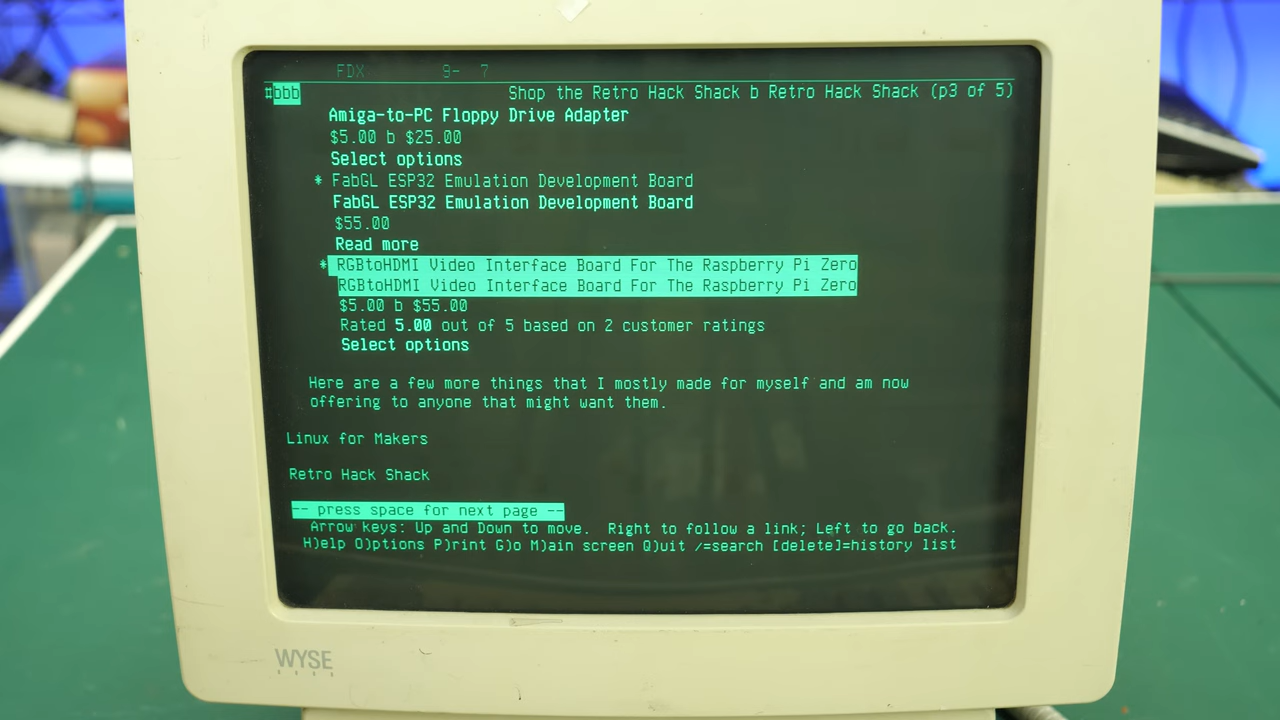 FDX 9- 7
#bbb Shop the Retro Hack Shack b Retro Hack Shack (p3 of 5)
Amiga-to-PC Floppy Drive Adapter
$5.00 b $25.00
Select options
* FabGL ESP32 Emulation Development Board
FabGL ESP32 Emulation Development Board
$55.00
Read more
* RGBtoHDMI Video Interface Board For The Raspberry Pi Zero
RGBtoHDMI Video Interface Board For The Raspberry Pi Zero
$5.00 b $55.00
Rated 5.00 out of 5 based on 2 customer ratings
Select options
Here are a few more things that I mostly made for myself and am now
offering to anyone that might want them.
Linux for Makers
Retro Hack Shack
-- press space for next page --
Arrow keys: Up and Down to move.  Right to follow a link; Left to go back.
H)elp O)ptions P)rint G)o M)ain screen Q)uit /=search [delete]=history list
WYSE